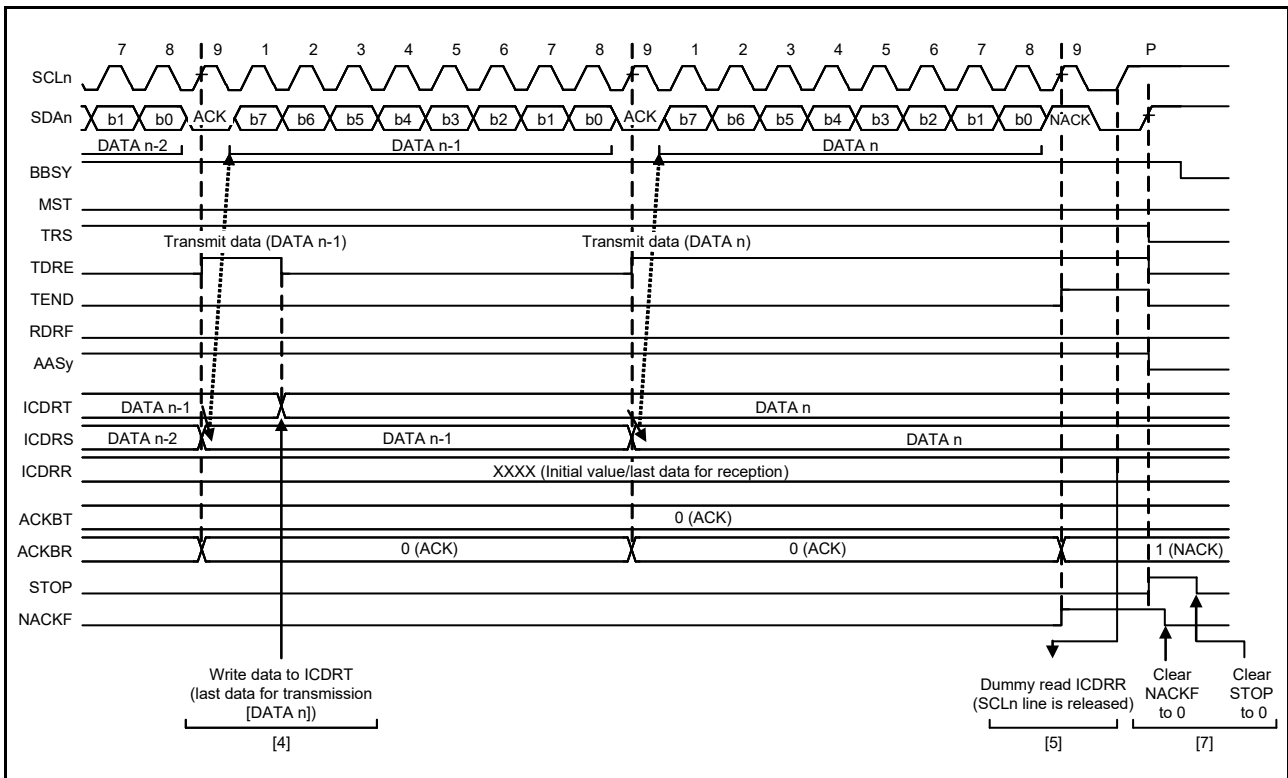 7 8 9 1 2 3 4 5 6 7 8 9 1 2 3 4 5 6 7 8 9 P
SCLn
SDAn b1 b0 ACK b7 b6 b5 b4 b3 b2 b1 b0 ACK b7 b6 b5 b4 b3 b2 b1 b0 NACK
DATA n-2 DATA n-1 DATA n
BBSY
MST
TRS
Transmit data (DATA n-1) Transmit data (DATA n)
TDRE
TEND
RDRF
AASy
ICDRT DATA n-1 DATA n
ICDRS DATA n-2 DATA n-1 DATA n
ICDRR XXXX (Initial value/last data for reception)
ACKBT 0 (ACK)
ACKBR 0 (ACK) 0 (ACK) 1 (NACK)
STOP
NACKF
Write data to ICDRT
(last data for transmission
[DATA n])
[4]
Dummy read ICDRR
(SCLn line is released)
[5]
Clear
NACKF
to 0
Clear
STOP
to 0
[7]